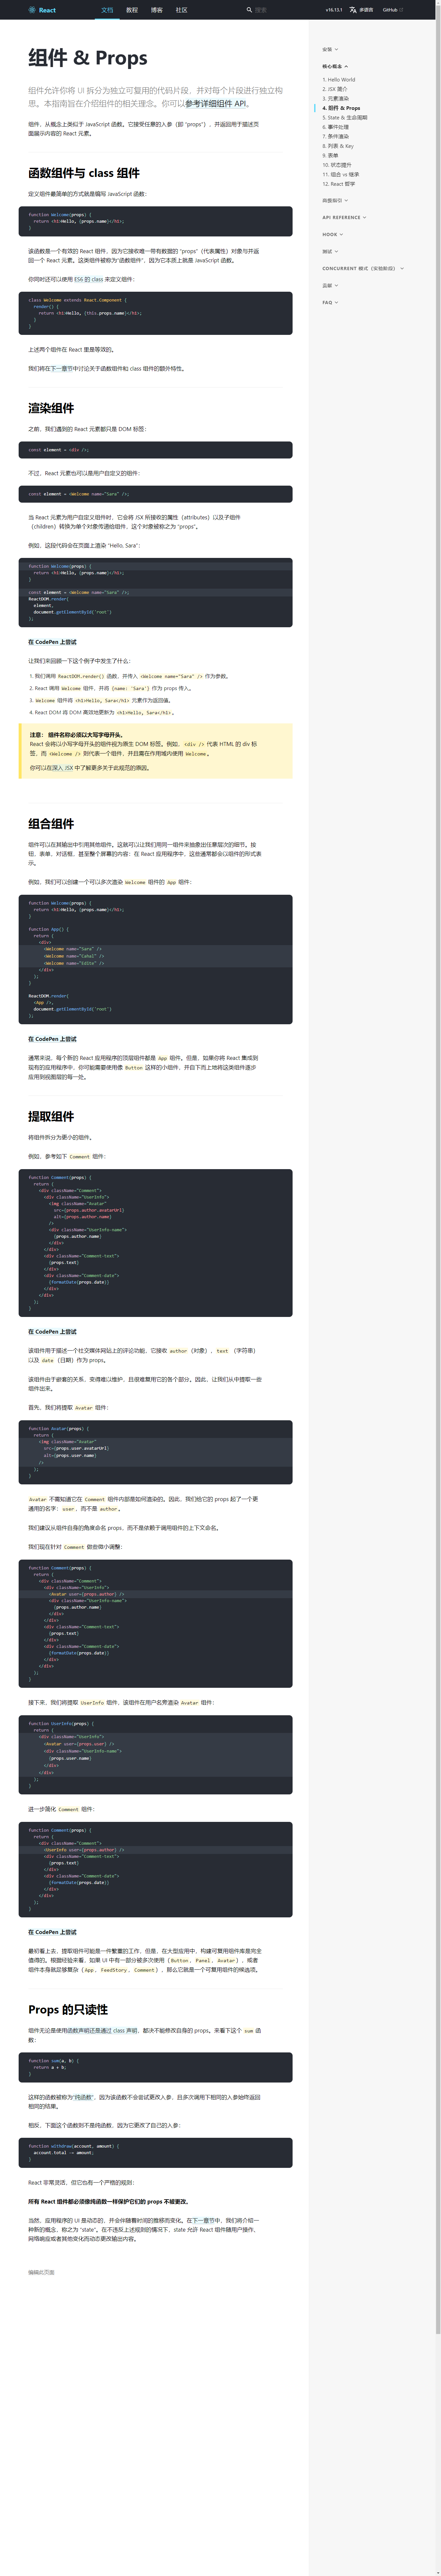 React
文档
教程
博客
社区
搜索
v16.13.1
多语言
GitHub
组件 & Props
组件允许你将 UI 拆分为独立可复用的代码片段，并对每个片段进行独立构
思。本指南旨在介绍组件的相关理念。你可以参考详细组件 API。
组件，从概念上类似于 JavaScript 函数。它接受任意的入参（即 “props”），并返回用于描述页
面展示内容的 React 元素。
函数组件与 class 组件
定义组件最简单的方式就是编写 JavaScript 函数：
function Welcome(props) {
return <h1>Hello, {props.name}</h1>;
}
该函数是一个有效的 React 组件，因为它接收唯一带有数据的 “props”（代表属性）对象与并返
回一个 React 元素。这类组件被称为“函数组件”，因为它本质上就是 JavaScript 函数。
你同时还可以使用 ES6 的 class 来定义组件：
class Welcome extends React.Component {
render() {
return <h1>Hello, {this.props.name}</h1>;
}
}
上述两个组件在 React 里是等效的。
我们将在下一章节中讨论关于函数组件和 class 组件的额外特性。
渲染组件
之前，我们遇到的 React 元素都只是 DOM 标签：
const element = <div />;
不过，React 元素也可以是用户自定义的组件：
const element = <Welcome name="Sara" />;
当 React 元素为用户自定义组件时，它会将 JSX 所接收的属性（attributes）以及子组件
（children）转换为单个对象传递给组件，这个对象被称之为 “props”。
例如，这段代码会在页面上渲染 “Hello, Sara”：
function Welcome(props) {
return <h1>Hello, {props.name}</h1>;
}
const element = <Welcome name="Sara" />;
ReactDOM.render(
element,
document.getElementById('root')
);
在 CodePen 上尝试
让我们来回顾一下这个例子中发生了什么：
1. 我们调用 ReactDOM.render() 函数，并传入 <Welcome name="Sara" /> 作为参数。
2. React 调用 Welcome 组件，并将 {name: 'Sara'} 作为 props 传入。
3. Welcome 组件将 <h1>Hello, Sara</h1> 元素作为返回值。
4. React DOM 将 DOM 高效地更新为 <h1>Hello, Sara</h1>。
注意： 组件名称必须以大写字母开头。
React 会将以小写字母开头的组件视为原生 DOM 标签。例如，<div /> 代表 HTML 的 div 标
签，而 <Welcome /> 则代表一个组件，并且需在作用域内使用 Welcome。
你可以在深入 JSX 中了解更多关于此规范的原因。
组合组件
组件可以在其输出中引用其他组件。这就可以让我们用同一组件来抽象出任意层次的细节。按
钮，表单，对话框，甚至整个屏幕的内容：在 React 应用程序中，这些通常都会以组件的形式表
示。
例如，我们可以创建一个可以多次渲染 Welcome 组件的 App 组件：
function Welcome(props) {
return <h1>Hello, {props.name}</h1>;
}
function App() {
return (
<div>
<Welcome name="Sara" />
<Welcome name="Cahal" />
<Welcome name="Edite" />
</div>
);
}
ReactDOM.render(
<App />,
document.getElementById('root')
);
在 CodePen 上尝试
通常来说，每个新的 React 应用程序的顶层组件都是 App 组件。但是，如果你将 React 集成到
现有的应用程序中，你可能需要使用像 Button 这样的小组件，并自下而上地将这类组件逐步
应用到视图层的每一处。
提取组件
将组件拆分为更小的组件。
例如，参考如下 Comment 组件：
function Comment(props) {
return (
<div className="Comment">
<div className="UserInfo">
<img className="Avatar"
src={props.author.avatarUrl}
alt={props.author.name}
/>
<div className="UserInfo-name">
{props.author.name}
</div>
</div>
<div className="Comment-text">
{props.text}
</div>
<div className="Comment-date">
{formatDate(props.date)}
</div>
</div>
);
}
在 CodePen 上尝试
该组件用于描述一个社交媒体网站上的评论功能，它接收 author（对象），text （字符串）
以及 date（日期）作为 props。
该组件由于嵌套的关系，变得难以维护，且很难复用它的各个部分。因此，让我们从中提取一些
组件出来。
首先，我们将提取 Avatar 组件：
function Avatar(props) {
return (
<img className="Avatar"
src={props.user.avatarUrl}
alt={props.user.name}
/>
);
}
Avatar 不需知道它在 Comment 组件内部是如何渲染的。因此，我们给它的 props 起了一个更
通用的名字：user，而不是 author。
我们建议从组件自身的角度命名 props，而不是依赖于调用组件的上下文命名。
我们现在针对 Comment 做些微小调整：
function Comment(props) {
return (
<div className="Comment">
<div className="UserInfo">
<Avatar user={props.author} />
<div className="UserInfo-name">
{props.author.name}
</div>
</div>
<div className="Comment-text">
{props.text}
</div>
<div className="Comment-date">
{formatDate(props.date)}
</div>
</div>
);
}
接下来，我们将提取 UserInfo 组件，该组件在用户名旁渲染 Avatar 组件：
function UserInfo(props) {
return (
<div className="UserInfo">
<Avatar user={props.user} />
<div className="UserInfo-name">
{props.user.name}
</div>
</div>
);
}
进一步简化 Comment 组件：
function Comment(props) {
return (
<div className="Comment">
<UserInfo user={props.author} />
<div className="Comment-text">
{props.text}
</div>
<div className="Comment-date">
{formatDate(props.date)}
</div>
</div>
);
}
在 CodePen 上尝试
最初看上去，提取组件可能是一件繁重的工作，但是，在大型应用中，构建可复用组件库是完全
值得的。根据经验来看，如果 UI 中有一部分被多次使用（Button，Panel，Avatar），或者
组件本身就足够复杂（App，FeedStory，Comment），那么它就是一个可复用组件的候选项。
Props 的只读性
组件无论是使用函数声明还是通过 class 声明，都决不能修改自身的 props。来看下这个 sum 函
数：
function sum(a, b) {
return a + b;
}
这样的函数被称为“纯函数”，因为该函数不会尝试更改入参，且多次调用下相同的入参始终返回
相同的结果。
相反，下面这个函数则不是纯函数，因为它更改了自己的入参：
function withdraw(account, amount) {
account.total -= amount;
}
React 非常灵活，但它也有一个严格的规则：
所有 React 组件都必须像纯函数一样保护它们的 props 不被更改。
当然，应用程序的 UI 是动态的，并会伴随着时间的推移而变化。在下一章节中，我们将介绍一
种新的概念，称之为 “state”。在不违反上述规则的情况下，state 允许 React 组件随用户操作、
网络响应或者其他变化而动态更改输出内容。
编辑此页面
安装
核心概念
1. Hello World
2. JSX 简介
3. 元素渲染
4. 组件 & Props
5. State & 生命周期
6. 事件处理
7. 条件渲染
8. 列表 & Key
9. 表单
10. 状态提升
11. 组合 vs 继承
12. React 哲学
高级指引
API REFERENCE
HOOK
测试
CONCURRENT 模式（实验阶段）
贡献
FAQ